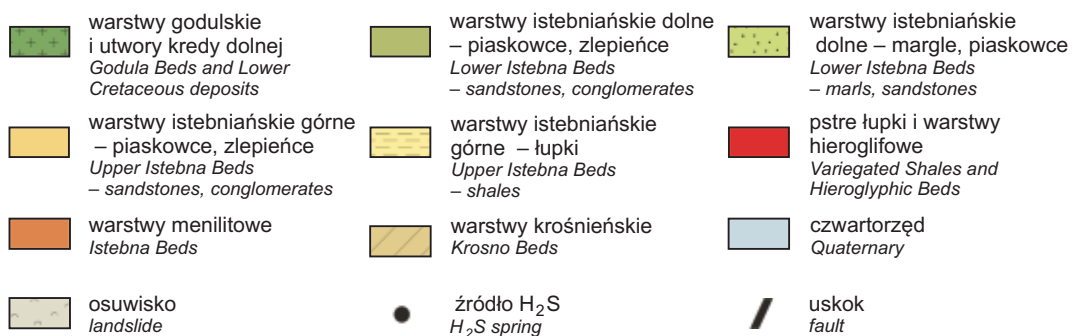 warstwy godulskie
i utwory kredy dolnej
Godula Beds and Lower
Cretaceous deposits
warstwy istebniańskie dolne
– piaskowce, zlepieńce
Lower Istebna Beds
– sandstones, conglomerates
warstwy istebniańskie
dolne – margle, piaskowce
Lower Istebna Beds
– marls, sandstones
warstwy istebniańskie górne
– piaskowce, zlepieńce
Upper Istebna Beds
– sandstones, conglomerates
warstwy istebniańskie
górne – łupki
Upper Istebna Beds
– shales
pstre łupki i warstwy
hieroglifowe
Variegated Shales and
Hieroglyphic Beds
warstwy menilitowe
Istebna Beds
warstwy krośnieńskie
Krosno Beds
czwartorzęd
Quaternary
osuwisko
landslide
źródło H₂S
H₂S spring
uskok
fault